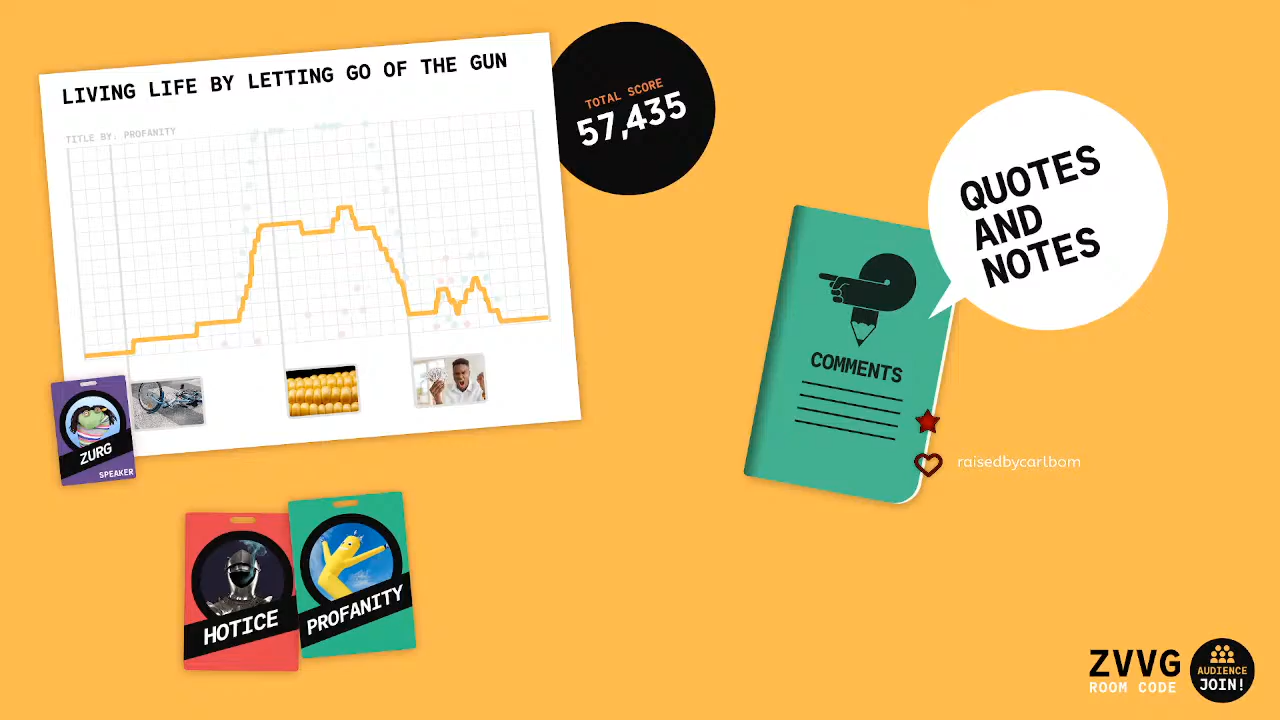 LIVING LIFE BY LETTING GO OF THE GUN
TITLE BY. PROFANITY
TOTAL SCORE
57,435
QUOTES
AND
NOTES
COMMENTS
raisedbycarlbom
ZURG
SPEAKER
HOTICE
PROFANITY
ZVVG
ROOM CODE
AUDIENCE
JOIN!